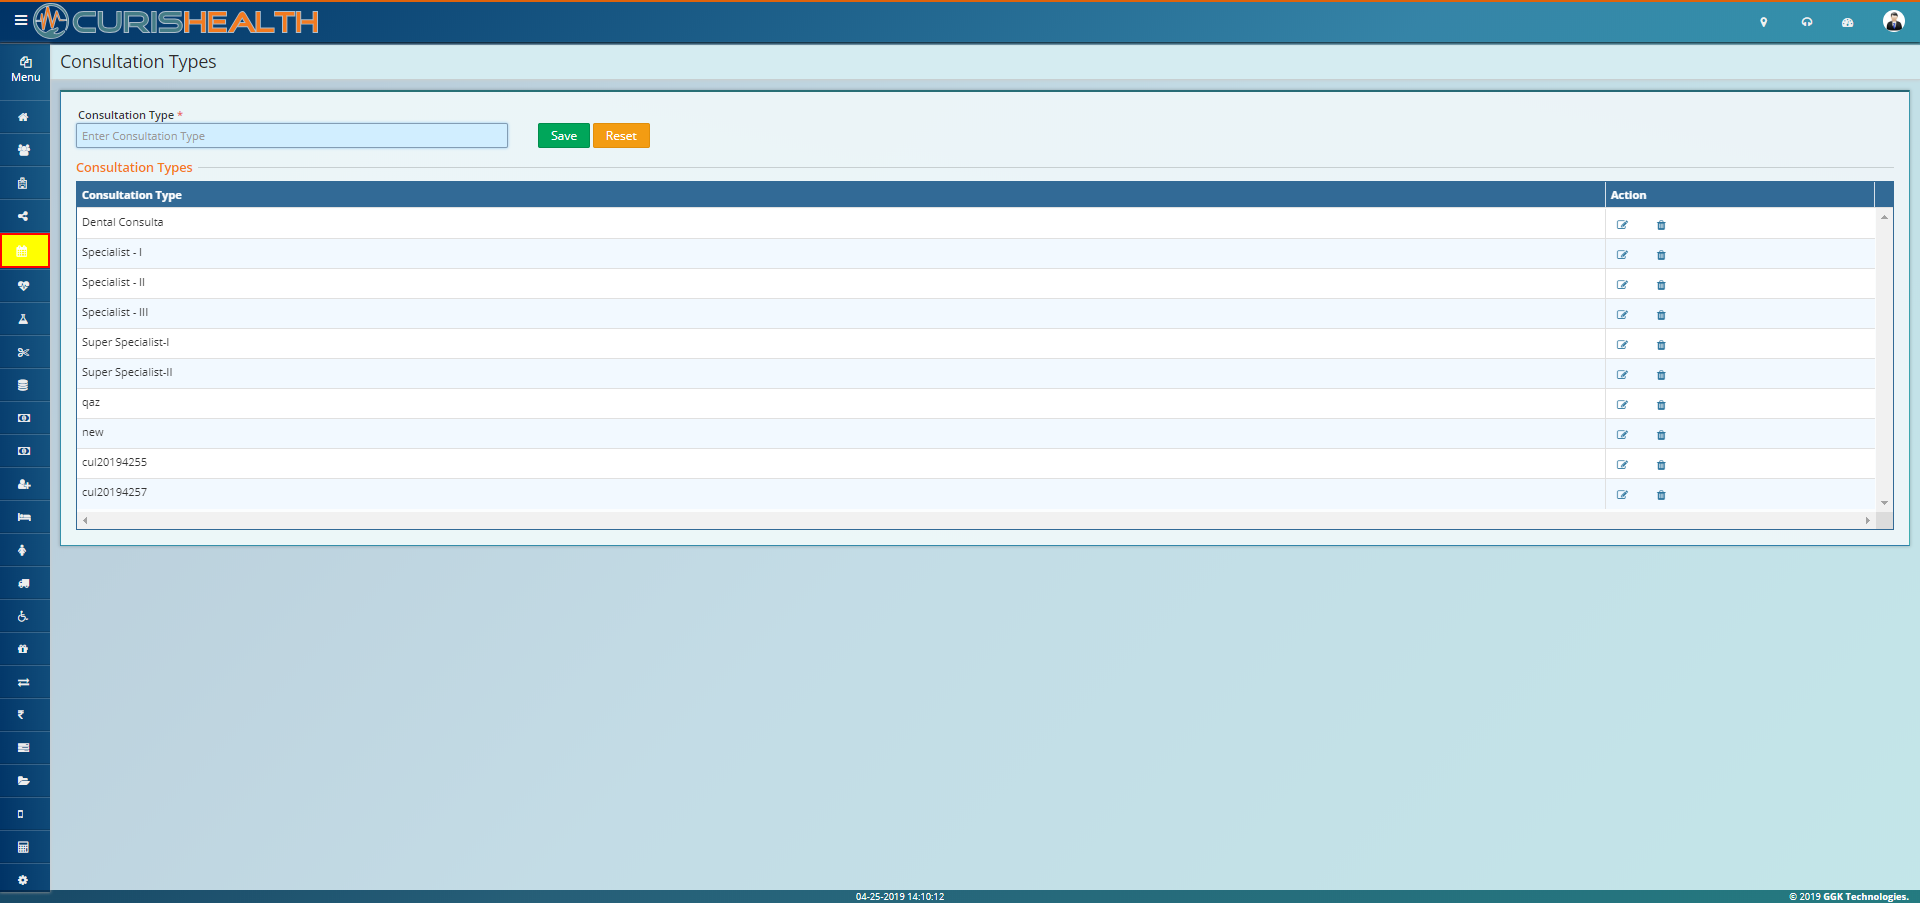 CURISHEALTH
Menu
Consultation Types
Consultation Type *
Enter Consultation Type
Save
Reset
Consultation Types
Consultation Type
Action
Dental Consulta
Specialist - I
Specialist - II
Specialist - III
Super Specialist-I
Super Specialist-II
qaz
new
cul20194255
cul20194257
04-25-2019 14:10:12
© 2019 GGK Technologies.